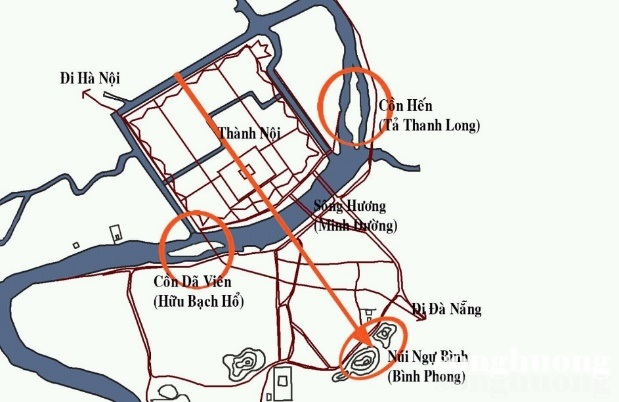 Đi Hà Nội
Cồn Hến
(Tả Thanh Long)
Thành Nội
Sông Hương
(Minh Đường)
Cồn Dã Viên
(Hữu Bạch Hổ)
Đi Đà Nẵng
Núi Ngự Bình
(Bình Phong)